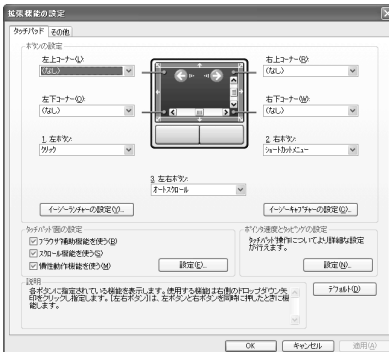 拡張機能の設定
タッチパッド その他
ボタンの設定
左上コーナー(L):
(なし)
右上コーナー(R):
(なし)
左下コーナー(O):
(なし)
右下コーナー(W):
(なし)
1. 左ボタン:
クリック
2. 右ボタン:
ショートカットメニュー
3. 左右ボタン:
オートスクロール
イージーランチャーの設定(Y)...
イージーキャプチャーの設定(C)...
タッチパッド面の設定
ブラウザ補助機能を使う(B)
スクロール機能を使う(S)
慣性動作機能を使う(M)
設定(E)...
ポインタ速度とタッピングの設定
タッチパッド操作についてより詳細な設定
が行えます。
設定(N)...
説明
各ボタンに指定されている機能を表示します。使用する機能は右側のドロップダウン矢
印をクリックし指定します。[左右ボタン]は、左ボタンと右ボタンを同時に押したときに機
能します。
デフォルト(D)
OK キャンセル 適用(A)